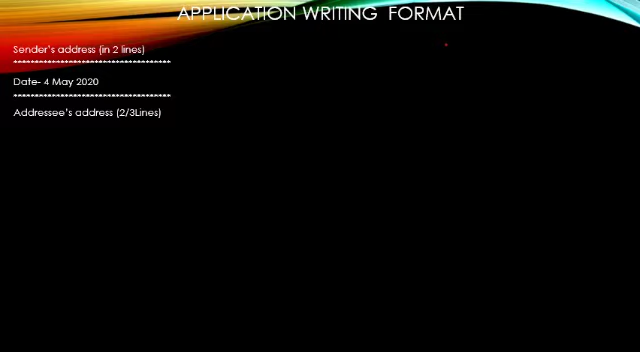 APPLICATION WRITING FORMAT
Sender's address (in 2 lines)
************************************
Date- 4 May 2020
************************************
Addressee's address (2/3Lines)